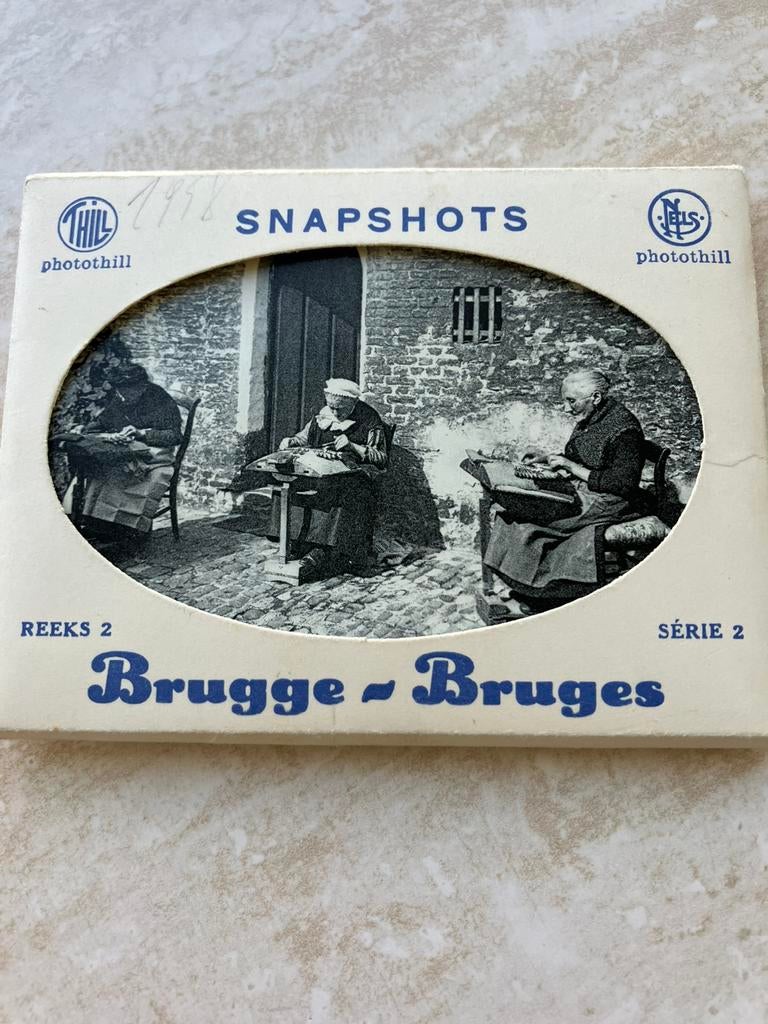 THILL
photothill
1958
SNAPSHOTS
NELS
photothill
REEKS 2
SÉRIE 2
Brugge ~ Bruges